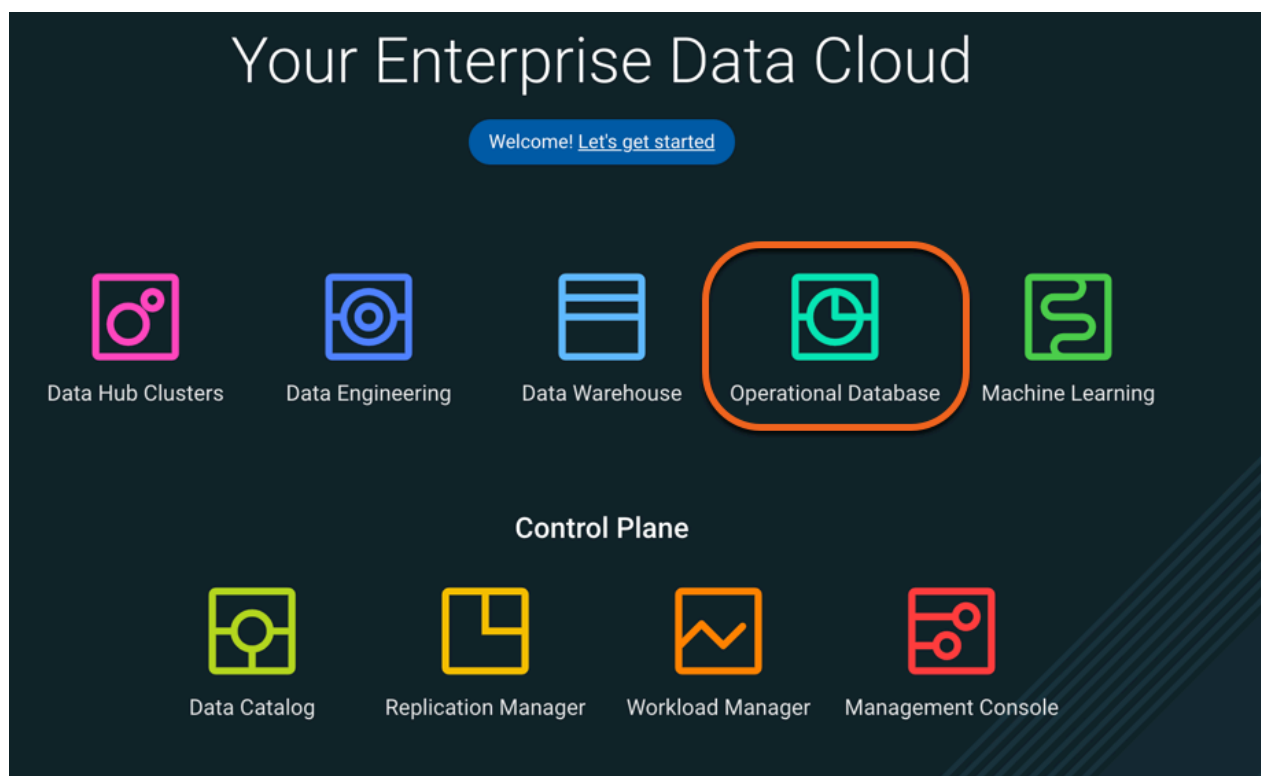 Your Enterprise Data Cloud
Welcome! Let's get started
Data Hub Clusters
Data Engineering
Data Warehouse
Operational Database
Machine Learning
Control Plane
Data Catalog
Replication Manager
Workload Manager
Management Console